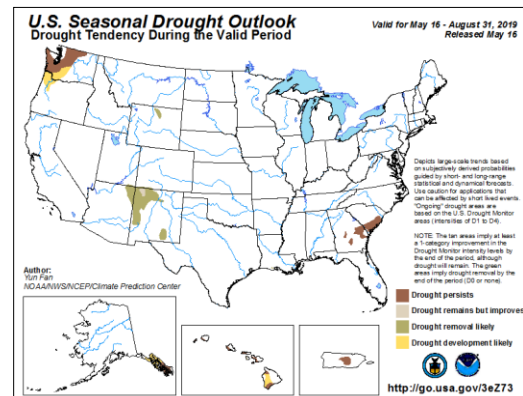 U.S. Seasonal Drought Outlook
Drought Tendency During the Valid Period
Valid for May 16 - August 31, 2019
Released May 16
Depicts large-scale trends based
on subjectively derived probabilities
guided by short- and long-range
statistical and dynamical forecasts.
Use caution for applications that
can be affected by short lived events.
"Ongoing" drought areas are
based on the U.S. Drought Monitor
areas (intensities of D1 to D4).
NOTE: The tan areas imply at least
a 1-category improvement in the
Drought Monitor intensity levels by
the end of the period, although
drought will remain. The green
areas imply drought removal by the
end of the period (D0 or none).
Author:
Yun Fan
NOAA/NWS/NCEP/Climate Prediction Center
Drought persists
Drought remains but improves
Drought removal likely
Drought development likely
http://go.usa.gov/3eZ73